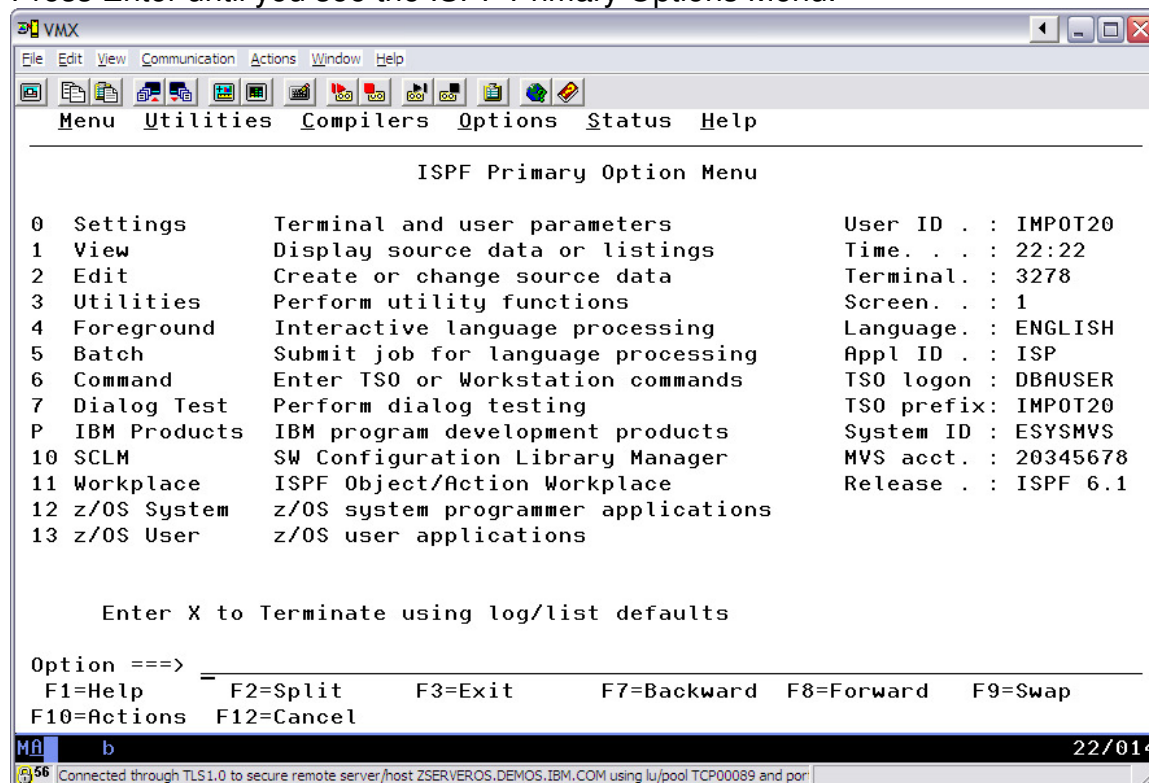 Press Enter until you see the ISPF Primary Options Menu.
VMX
File Edit View Communication Actions Window Help
Menu Utilities Compilers Options Status Help
ISPF Primary Option Menu
0 Settings Terminal and user parameters User ID . : IMPOT20
1 View Display source data or listings Time. . . : 22:22
2 Edit Create or change source data Terminal. : 3278
3 Utilities Perform utility functions Screen. . : 1
4 Foreground Interactive language processing Language. : ENGLISH
5 Batch Submit job for language processing Appl ID . : ISP
6 Command Enter TSO or Workstation commands TSO logon : DBAUSER
7 Dialog Test Perform dialog testing TSO prefix: IMPOT20
P IBM Products IBM program development products System ID : ESYSMVS
10 SCLM SW Configuration Library Manager MVS acct. : 20345678
11 Workplace ISPF Object/Action Workplace Release . : ISPF 6.1
12 z/OS System z/OS system programmer applications
13 z/OS User z/OS user applications
Enter X to Terminate using log/list defaults
Option ===>
F1=Help F2=Split F3=Exit F7=Backward F8=Forward F9=Swap
F10=Actions F12=Cancel
MA b 22/014
56 Connected through TLS1.0 to secure remote server/host ZSERVEROS.DEMOS.IBM.COM using lu/pool TCP00089 and por